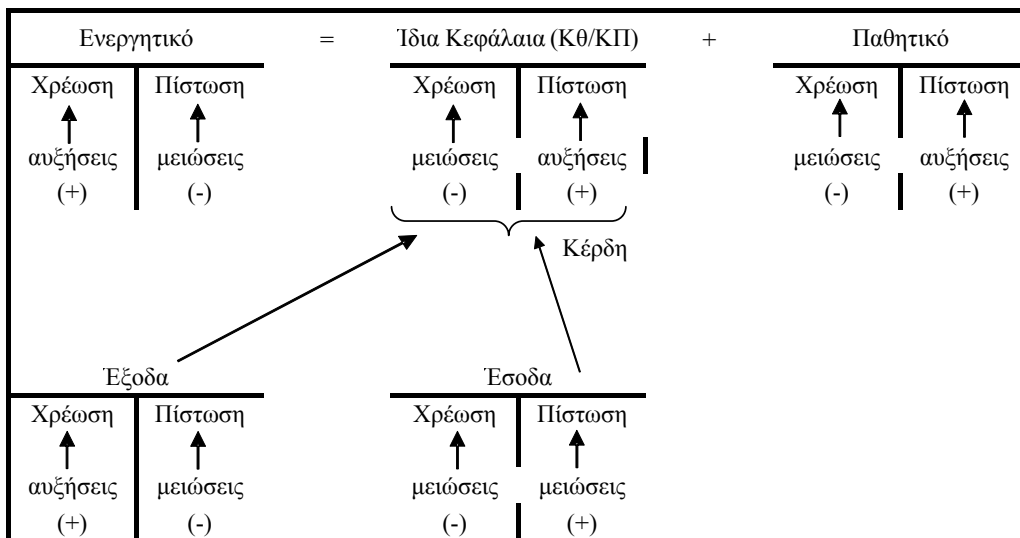 Ενεργητικό = Ίδια Κεφάλαια (Κθ/ΚΠ) + Παθητικό
Χρέωση Πίστωση Χρέωση Πίστωση Χρέωση Πίστωση
αυξήσεις μειώσεις μειώσεις αυξήσεις μειώσεις αυξήσεις
(+) (-) (-) (+) (-) (+)
Κέρδη
Έξοδα Έσοδα
Χρέωση Πίστωση Χρέωση Πίστωση
αυξήσεις μειώσεις μειώσεις μειώσεις
(+) (-) (-) (+)